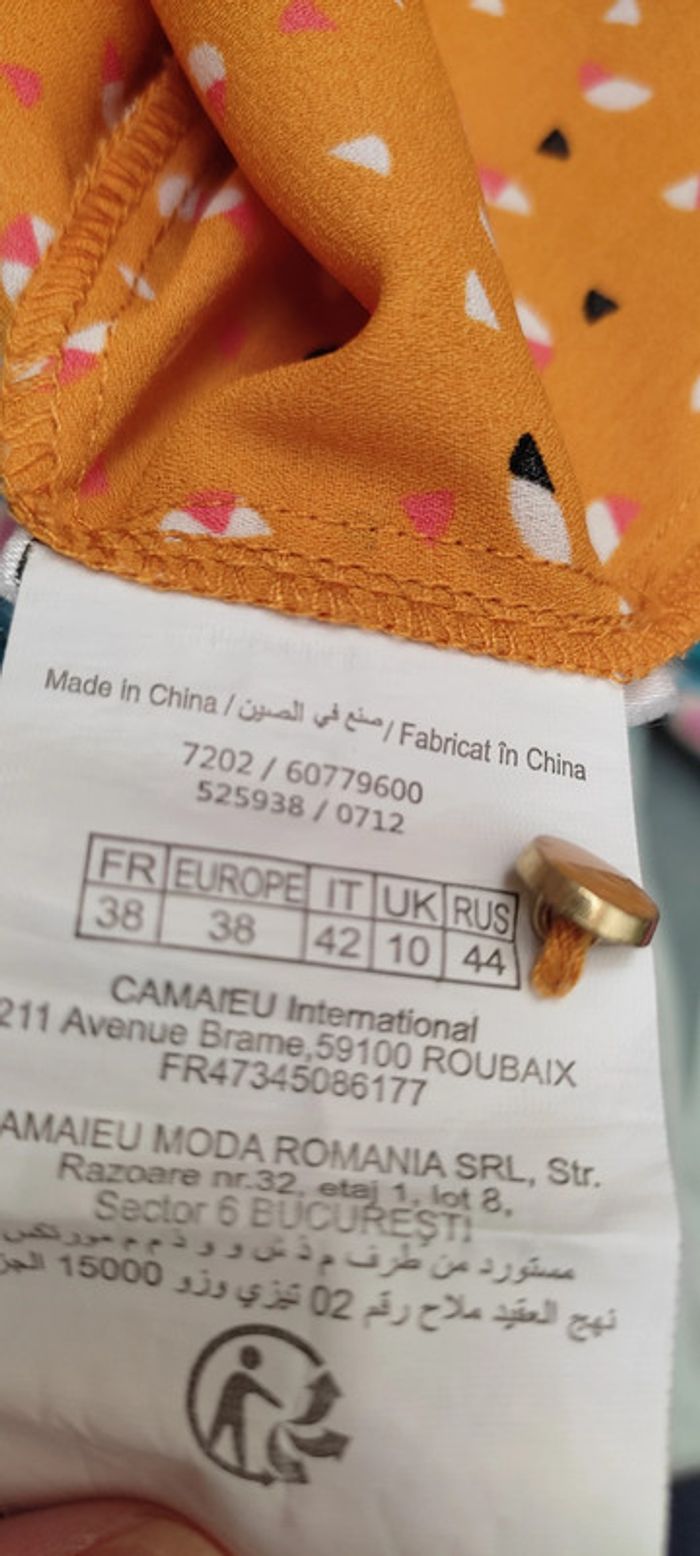 Made in China / صنع في الصين / Fabricat în China
7202 / 60779600
525938 / 0712
FR EUROPE IT UK RUS
38 38 42 10 44
CAMAIEU International
211 Avenue Brame,59100 ROUBAIX
FR47345086177
AMAIEU MODA ROMANIA SRL, Str.
Razoare nr.32, etaj 1, lot 8,
Sector 6 BUCUREŞTI
مستورد من طرف م ذ ش و و ذ م م
نهج العقيد ملاح رقم 02 تيزي وزو 15000